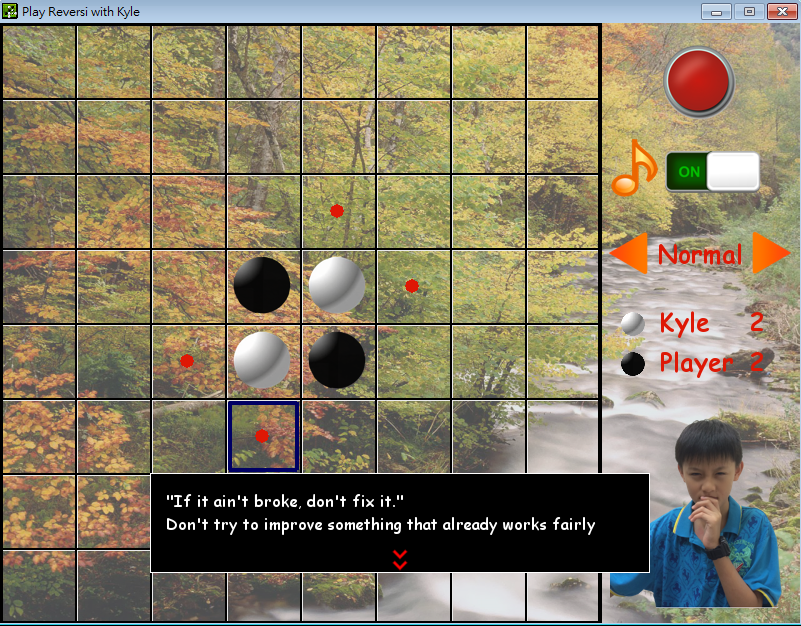 Play Reversi with Kyle
ON
Normal
Kyle 2
Player 2
"If it ain't broke, don't fix it."
Don't try to improve something that already works fairly